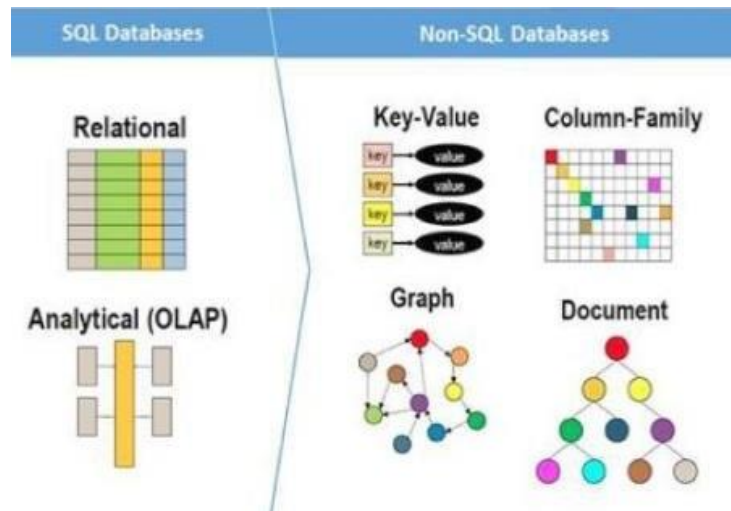 SQL Databases
Non-SQL Databases
Relational
Analytical (OLAP)
Key-Value
key value
key value
key value
key value
Column-Family
Graph
Document